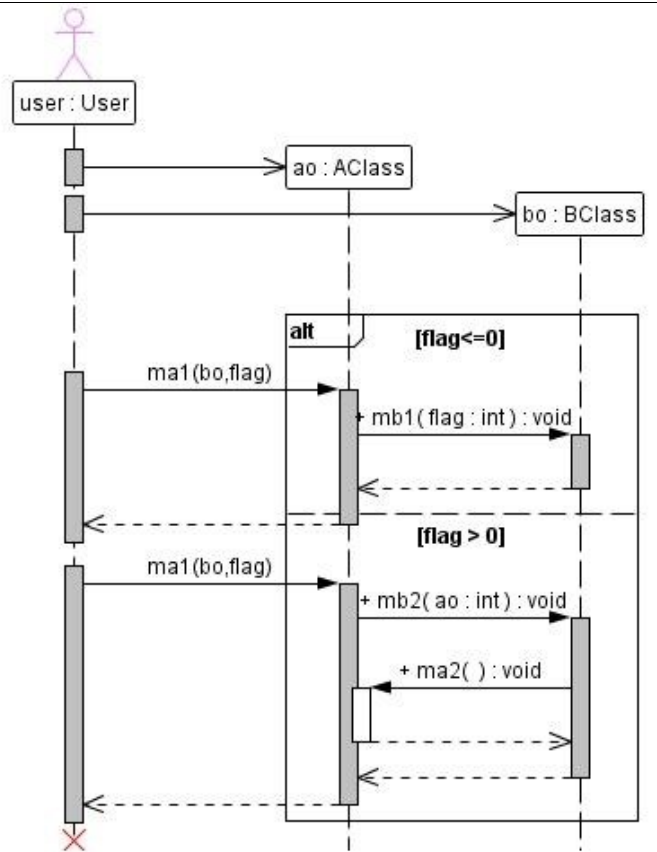 user : User
ao : AClass
bo : BClass
alt
[flag<=0]
ma1(bo,flag)
+ mb1( flag : int) : void
[flag > 0]
ma1(bo,flag)
+ mb2( ao : int) : void
+ ma2( ) : void